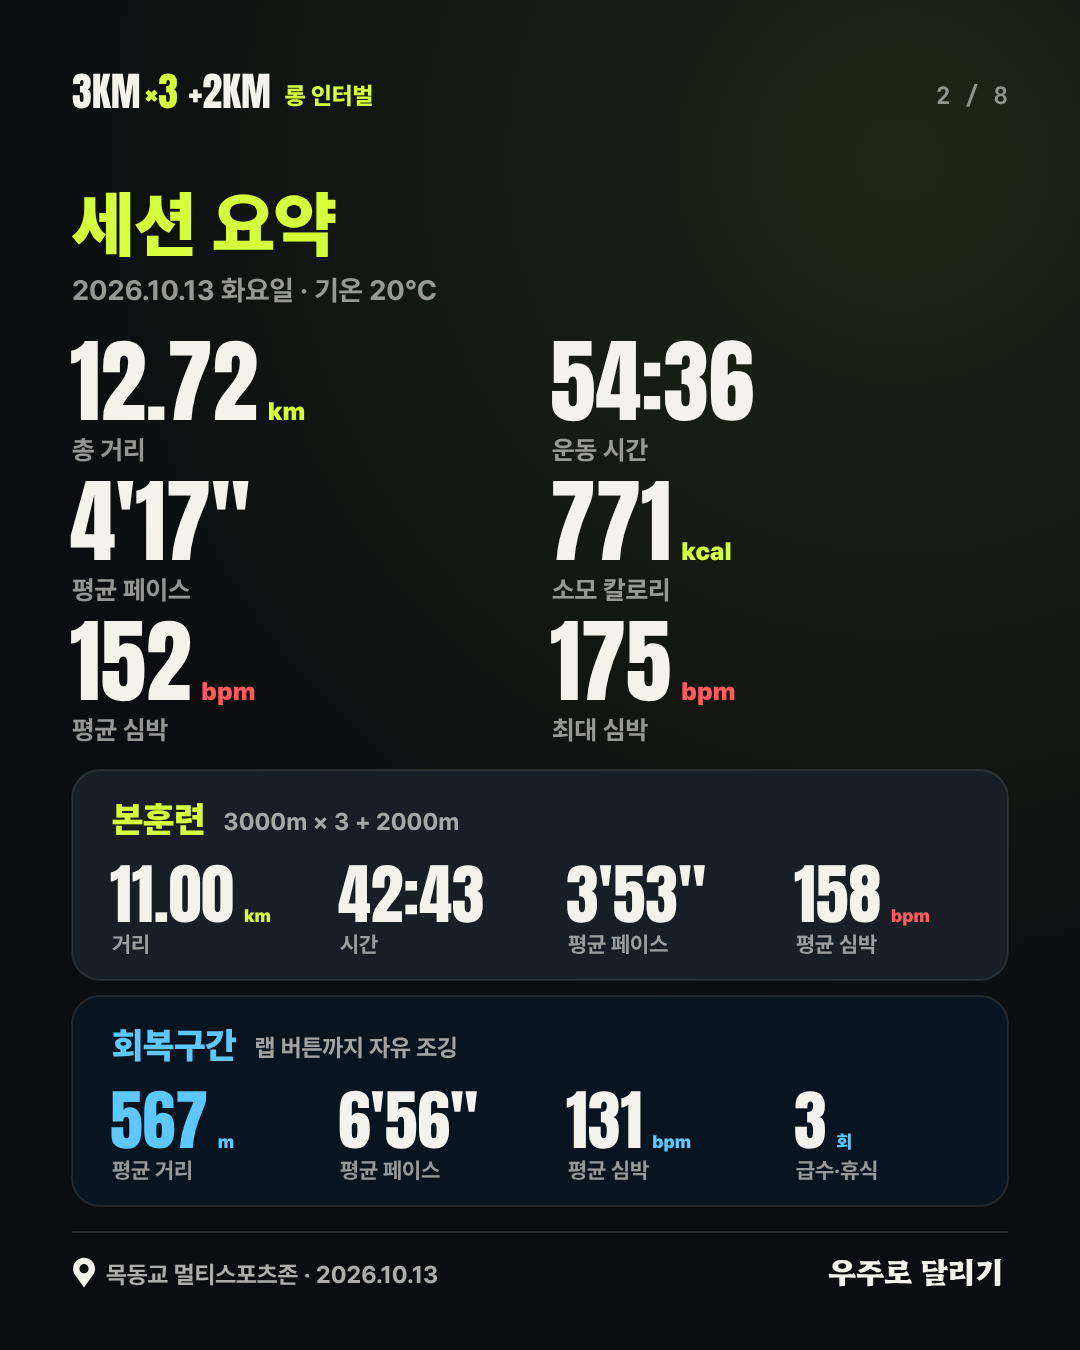 3KM×3 +2KM 롱 인터벌
2 / 8
세션 요약
2026.10.13 화요일 · 기온 20°C
12.72 km
54:36
총 거리
운동 시간
4'17"
771 kcal
평균 페이스
소모 칼로리
152 bpm
175 bpm
평균 심박
최대 심박
본훈련 3000m × 3 + 2000m
11.00 km
42:43
3'53"
158 bpm
거리
시간
평균 페이스
평균 심박
회복구간 랩 버튼까지 자유 조깅
567 m
6'56"
131 bpm
3 회
평균 거리
평균 페이스
평균 심박
급수·휴식
목동교 멀티스포츠존 · 2026.10.13
우주로 달리기